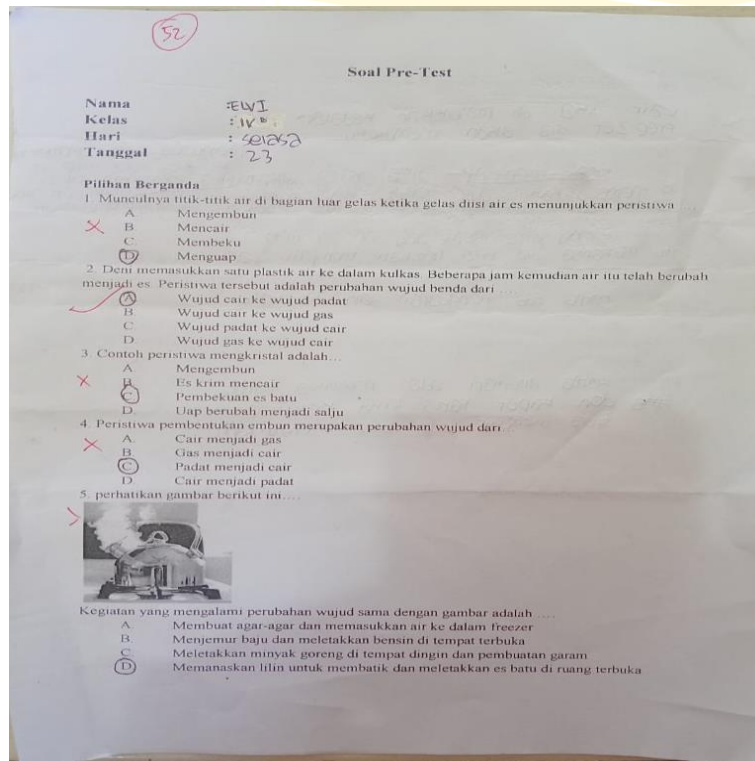 52
Soal Pre-Test
Nama :ELVI
Kelas : IV B
Hari : selasa
Tanggal : 23
Pilihan Berganda
1. Munculnya titik-titik air di bagian luar gelas ketika gelas diisi air es menunjukkan peristiwa ....
A. Mengembun
B. Mencair
C. Membeku
D. Menguap
2. Deni memasukkan satu plastik air ke dalam kulkas. Beberapa jam kemudian air itu telah berubah
menjadi es. Peristiwa tersebut adalah perubahan wujud benda dari ....
A. Wujud cair ke wujud padat
B. Wujud cair ke wujud gas
C. Wujud padat ke wujud cair
D. Wujud gas ke wujud cair
3. Contoh peristiwa mengkristal adalah...
A. Mengembun
B. Es krim mencair
C. Pembekuan es batu
D. Uap berubah menjadi salju
4. Peristiwa pembentukan embun merupakan perubahan wujud dari...
A. Cair menjadi gas
B. Gas menjadi cair
C. Padat menjadi cair
D. Cair menjadi padat
5. perhatikan gambar berikut ini....
Kegiatan yang mengalami perubahan wujud sama dengan gambar adalah ....
A. Membuat agar-agar dan memasukkan air ke dalam freezer
B. Menjemur baju dan meletakkan bensin di tempat terbuka
C. Meletakkan minyak goreng di tempat dingin dan pembuatan garam
D. Memanaskan lilin untuk membatik dan meletakkan es batu di ruang terbuka